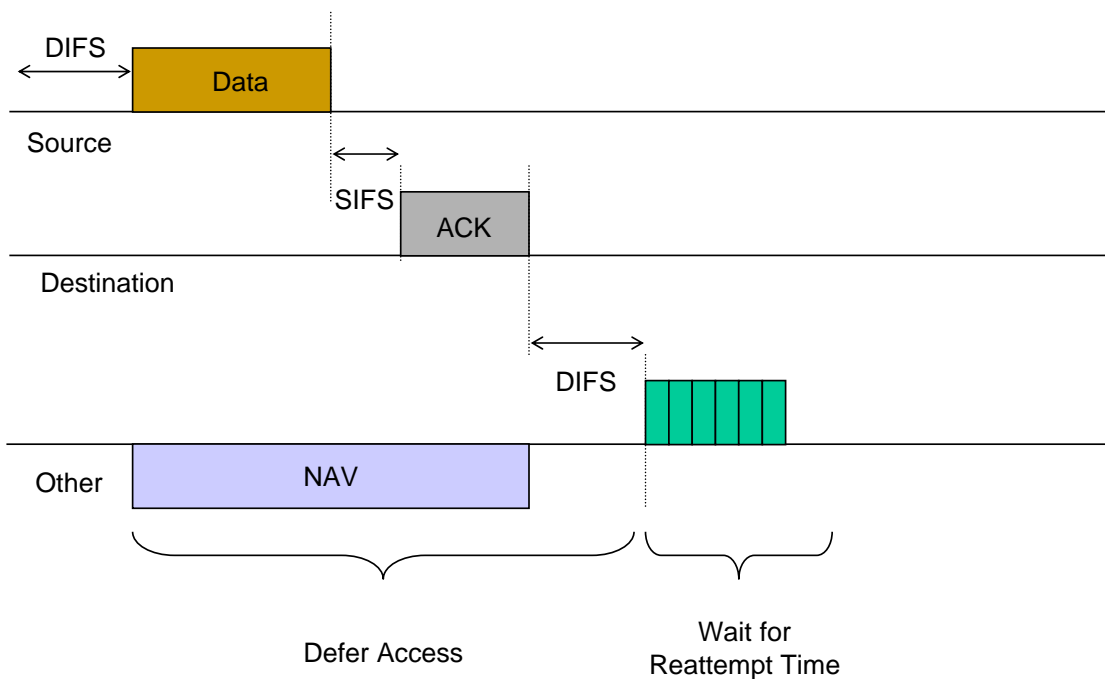 DIFS
Data
Source
SIFS
ACK
Destination
DIFS
NAV
Other
Defer Access
Wait for
Reattempt Time